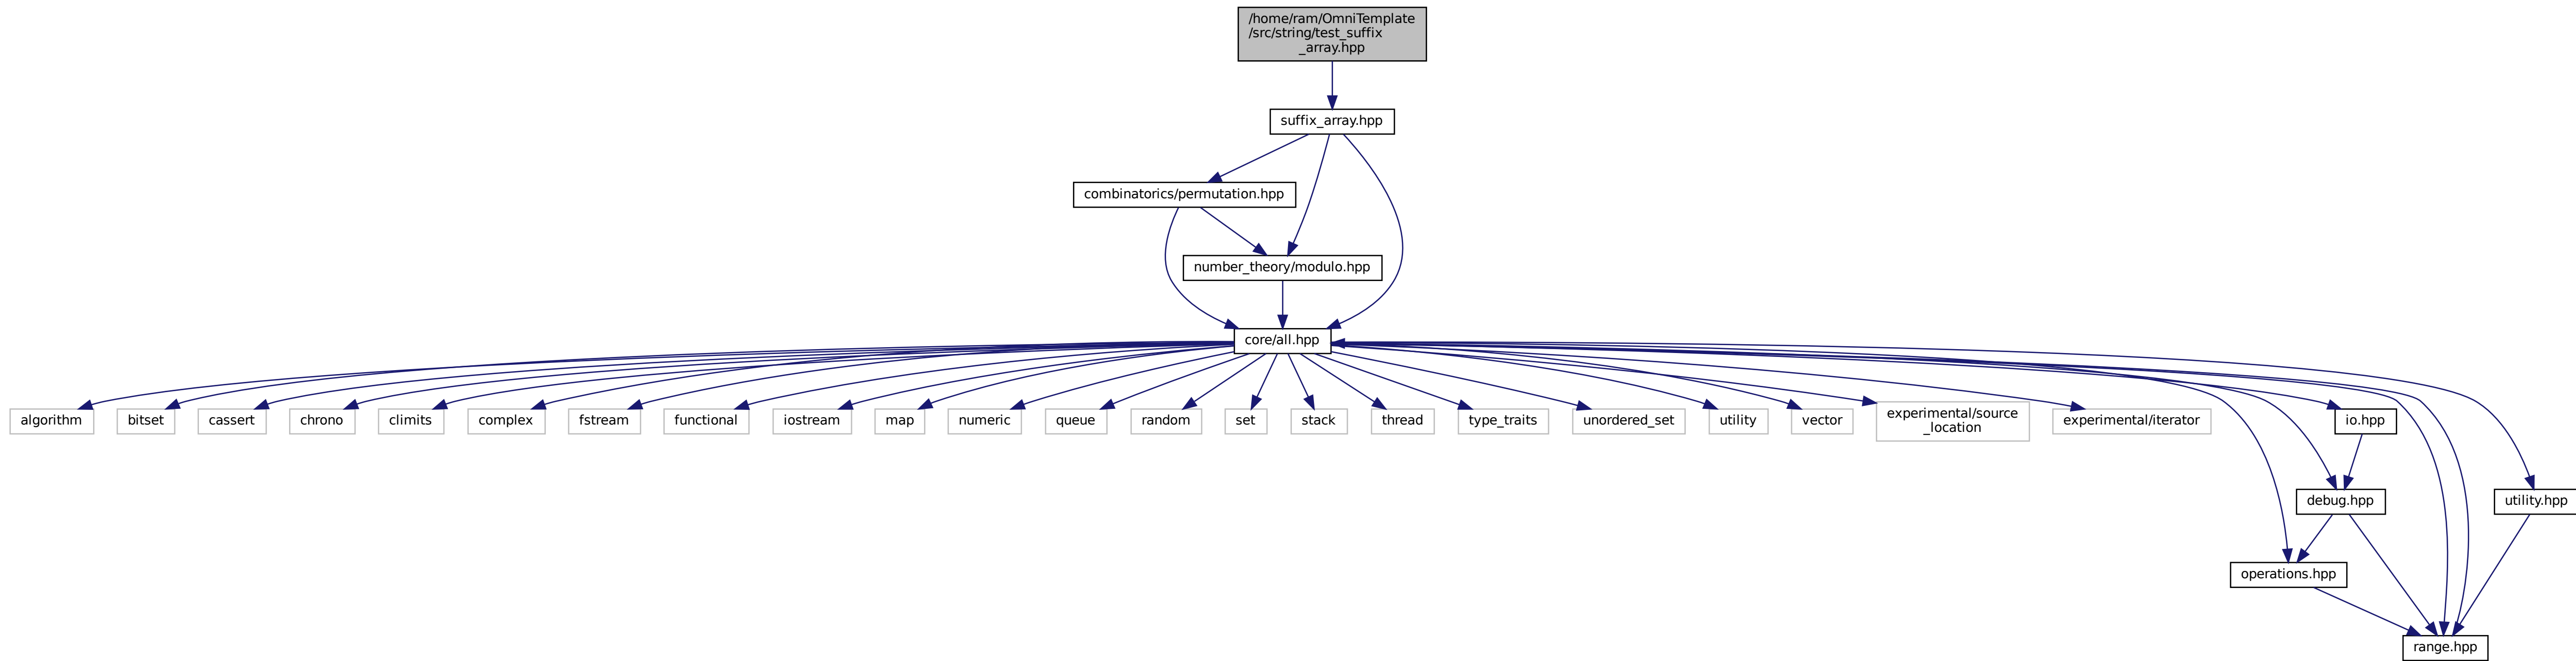 /home/ram/OmniTemplate
/src/string/test_suffix
_array.hpp
suffix_array.hpp
combinatorics/permutation.hpp
number_theory/modulo.hpp
core/all.hpp
algorithm
bitset
cassert
chrono
climits
complex
fstream
functional
iostream
map
numeric
queue
random
set
stack
thread
type_traits
unordered_set
utility
vector
experimental/source
_location
experimental/iterator
io.hpp
debug.hpp
utility.hpp
operations.hpp
range.hpp